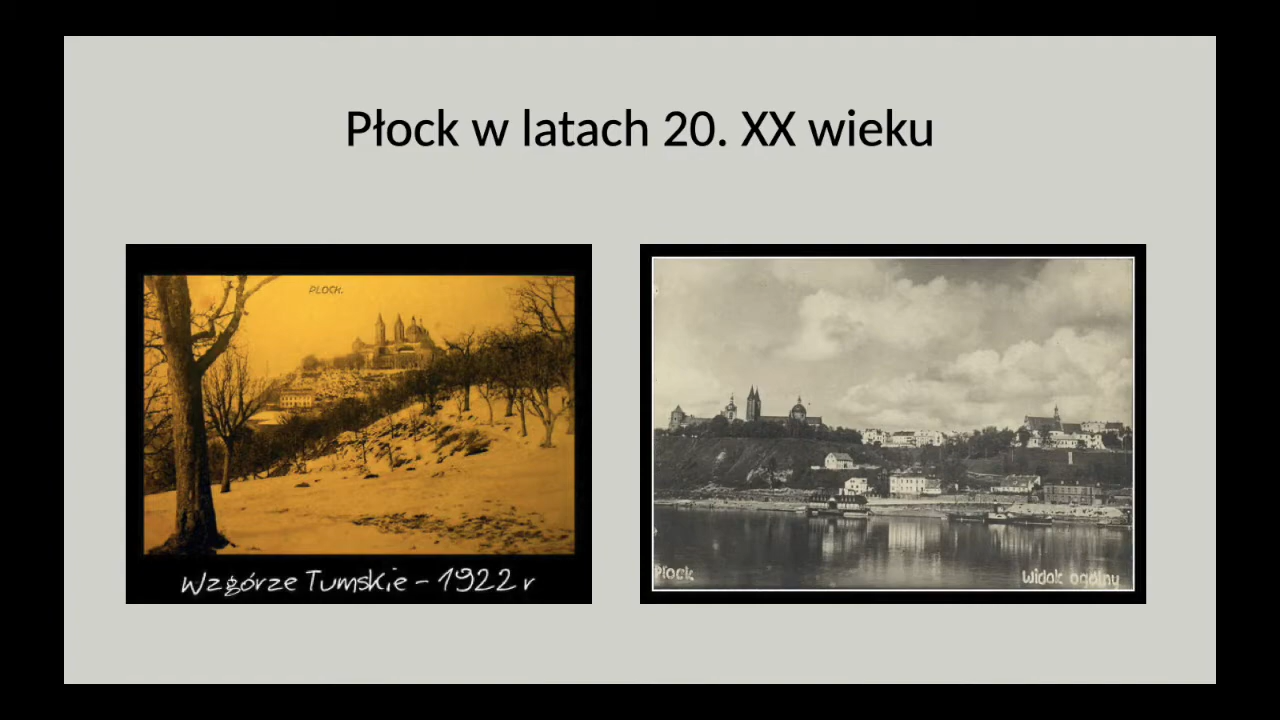 Płock w latach 20. XX wieku
PŁOCK.
Wzgórze Tumskie - 1922 r
Płock
Widok ogólny